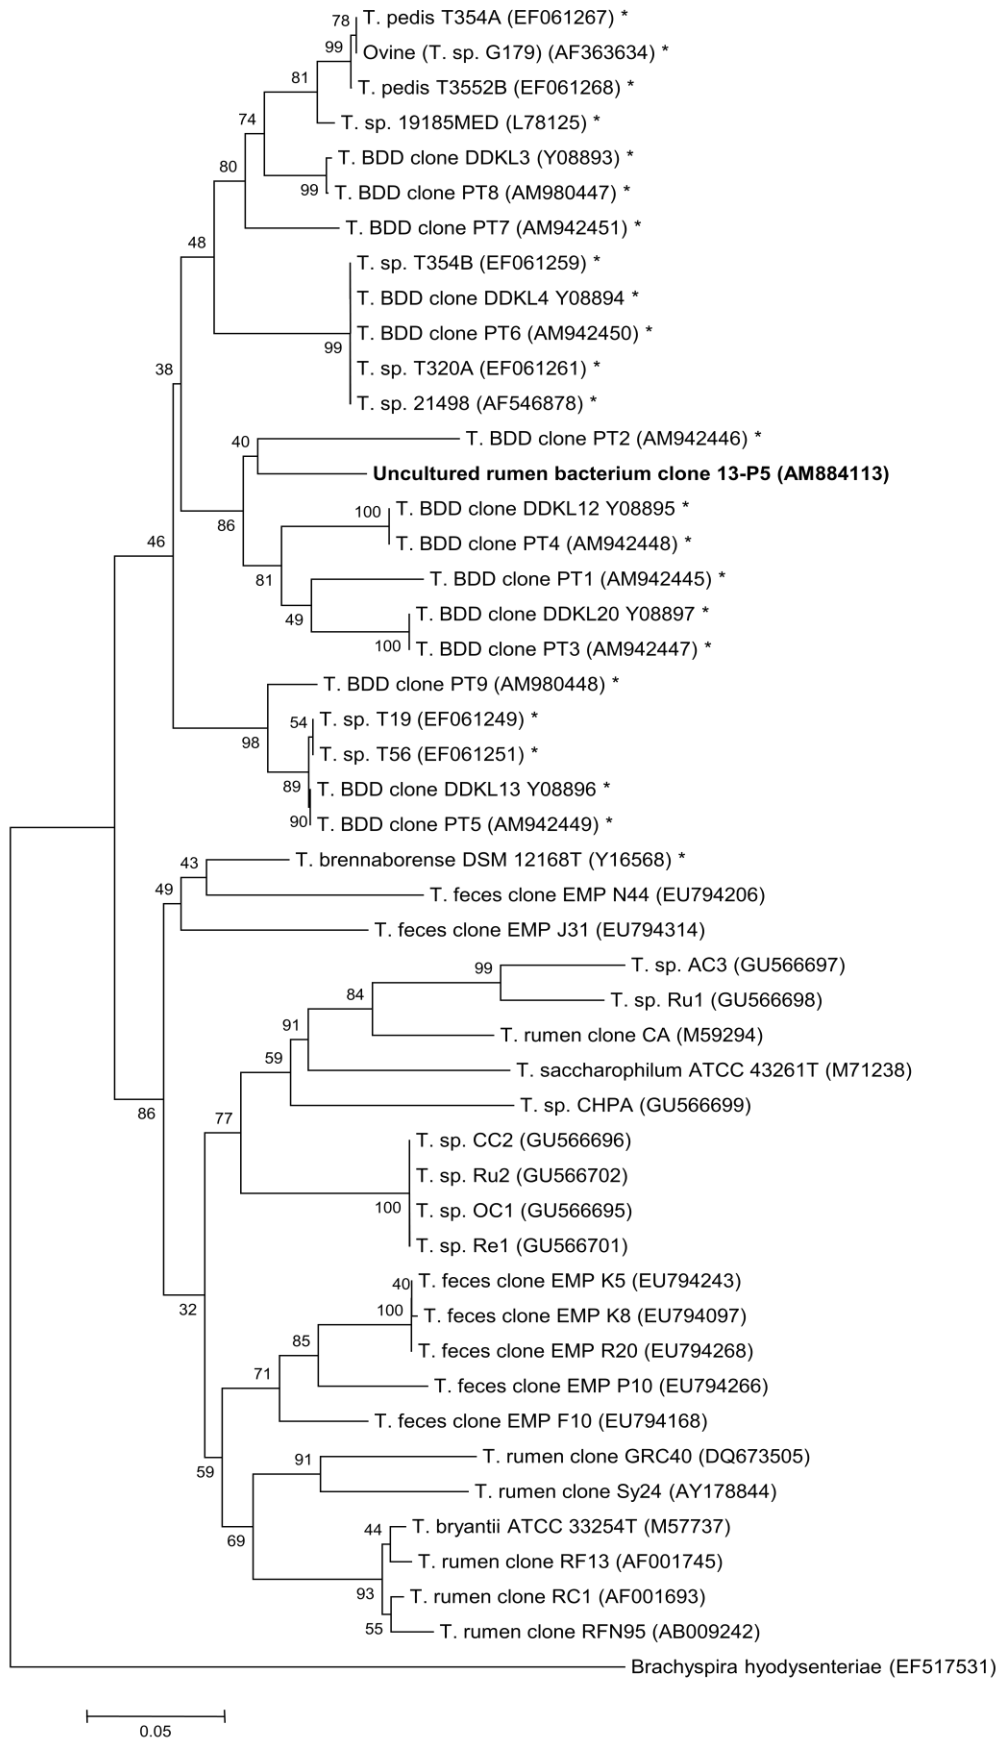 78 T. pedis T354A (EF061267) *
99 Ovine (T. sp. G179) (AF363634) *
81 T. pedis T3552B (EF061268) *
74 T. sp. 19185MED (L78125) *
T. BDD clone DDKL3 (Y08893) *
80
99 T. BDD clone PT8 (AM980447) *
T. BDD clone PT7 (AM942451) *
48
T. sp. T354B (EF061259) *
T. BDD clone DDKL4 Y08894 *
T. BDD clone PT6 (AM942450) *
99
38 T. sp. T320A (EF061261) *
T. sp. 21498 (AF546878) *
40 T. BDD clone PT2 (AM942446) *
Uncultured rumen bacterium clone 13-P5 (AM884113)
100 T. BDD clone DDKL12 Y08895 *
86
46 T. BDD clone PT4 (AM942448) *
81 T. BDD clone PT1 (AM942445) *
49 T. BDD clone DDKL20 Y08897 *
100 T. BDD clone PT3 (AM942447) *
T. BDD clone PT9 (AM980448) *
54 T. sp. T19 (EF061249) *
98
T. sp. T56 (EF061251) *
89 T. BDD clone DDKL13 Y08896 *
90 T. BDD clone PT5 (AM942449) *
43 T. brennaborense DSM 12168T (Y16568) *
49 T. feces clone EMP N44 (EU794206)
T. feces clone EMP J31 (EU794314)
99 T. sp. AC3 (GU566697)
84 T. sp. Ru1 (GU566698)
91 T. rumen clone CA (M59294)
59 T. saccharophilum ATCC 43261T (M71238)
86 77 T. sp. CHPA (GU566699)
T. sp. CC2 (GU566696)
T. sp. Ru2 (GU566702)
100 T. sp. OC1 (GU566695)
T. sp. Re1 (GU566701)
40 T. feces clone EMP K5 (EU794243)
32 100 T. feces clone EMP K8 (EU794097)
85 T. feces clone EMP R20 (EU794268)
71 T. feces clone EMP P10 (EU794266)
T. feces clone EMP F10 (EU794168)
91 T. rumen clone GRC40 (DQ673505)
59
T. rumen clone Sy24 (AY178844)
44 T. bryantii ATCC 33254T (M57737)
69
T. rumen clone RF13 (AF001745)
93 T. rumen clone RC1 (AF001693)
55 T. rumen clone RFN95 (AB009242)
Brachyspira hyodysenteriae (EF517531)
0.05